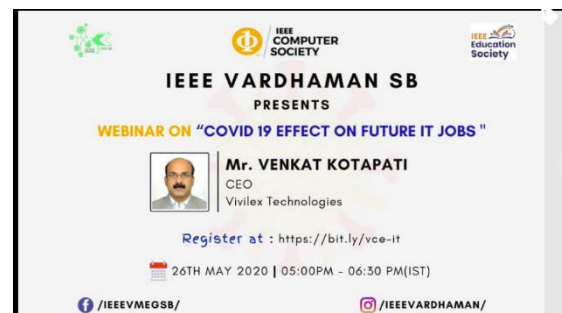 IEEE
COMPUTER
SOCIETY
IEEE
Education
Society
IEEE VARDHAMAN SB
PRESENTS
WEBINAR ON “COVID 19 EFFECT ON FUTURE IT JOBS "
Mr. VENKAT KOTAPATI
CEO
Vivilex Technologies
Register at : https://bit.ly/vce-it
26TH MAY 2020 | 05:00PM - 06:30 PM(IST)
/IEEEVMEGSB/
/IEEEVARDHAMAN/